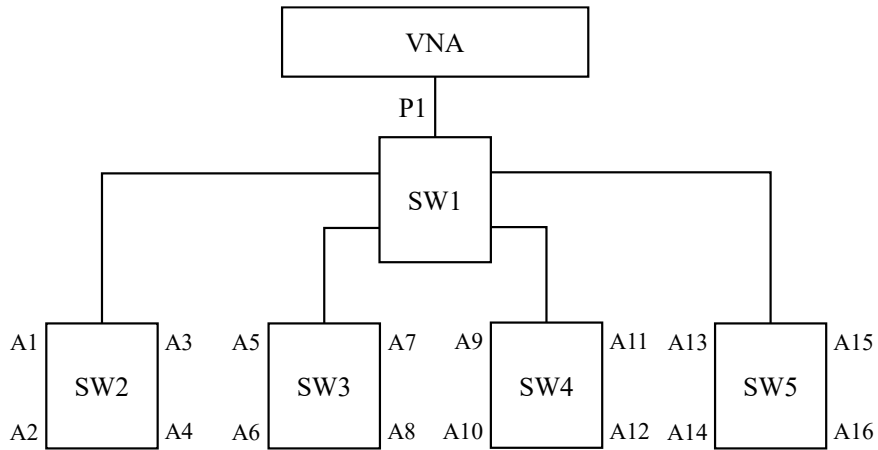 VNA
P1
SW1
A1 A3 A5 A7 A9 A11 A13 A15
SW2 SW3 SW4 SW5
A2 A4 A6 A8 A10 A12 A14 A16